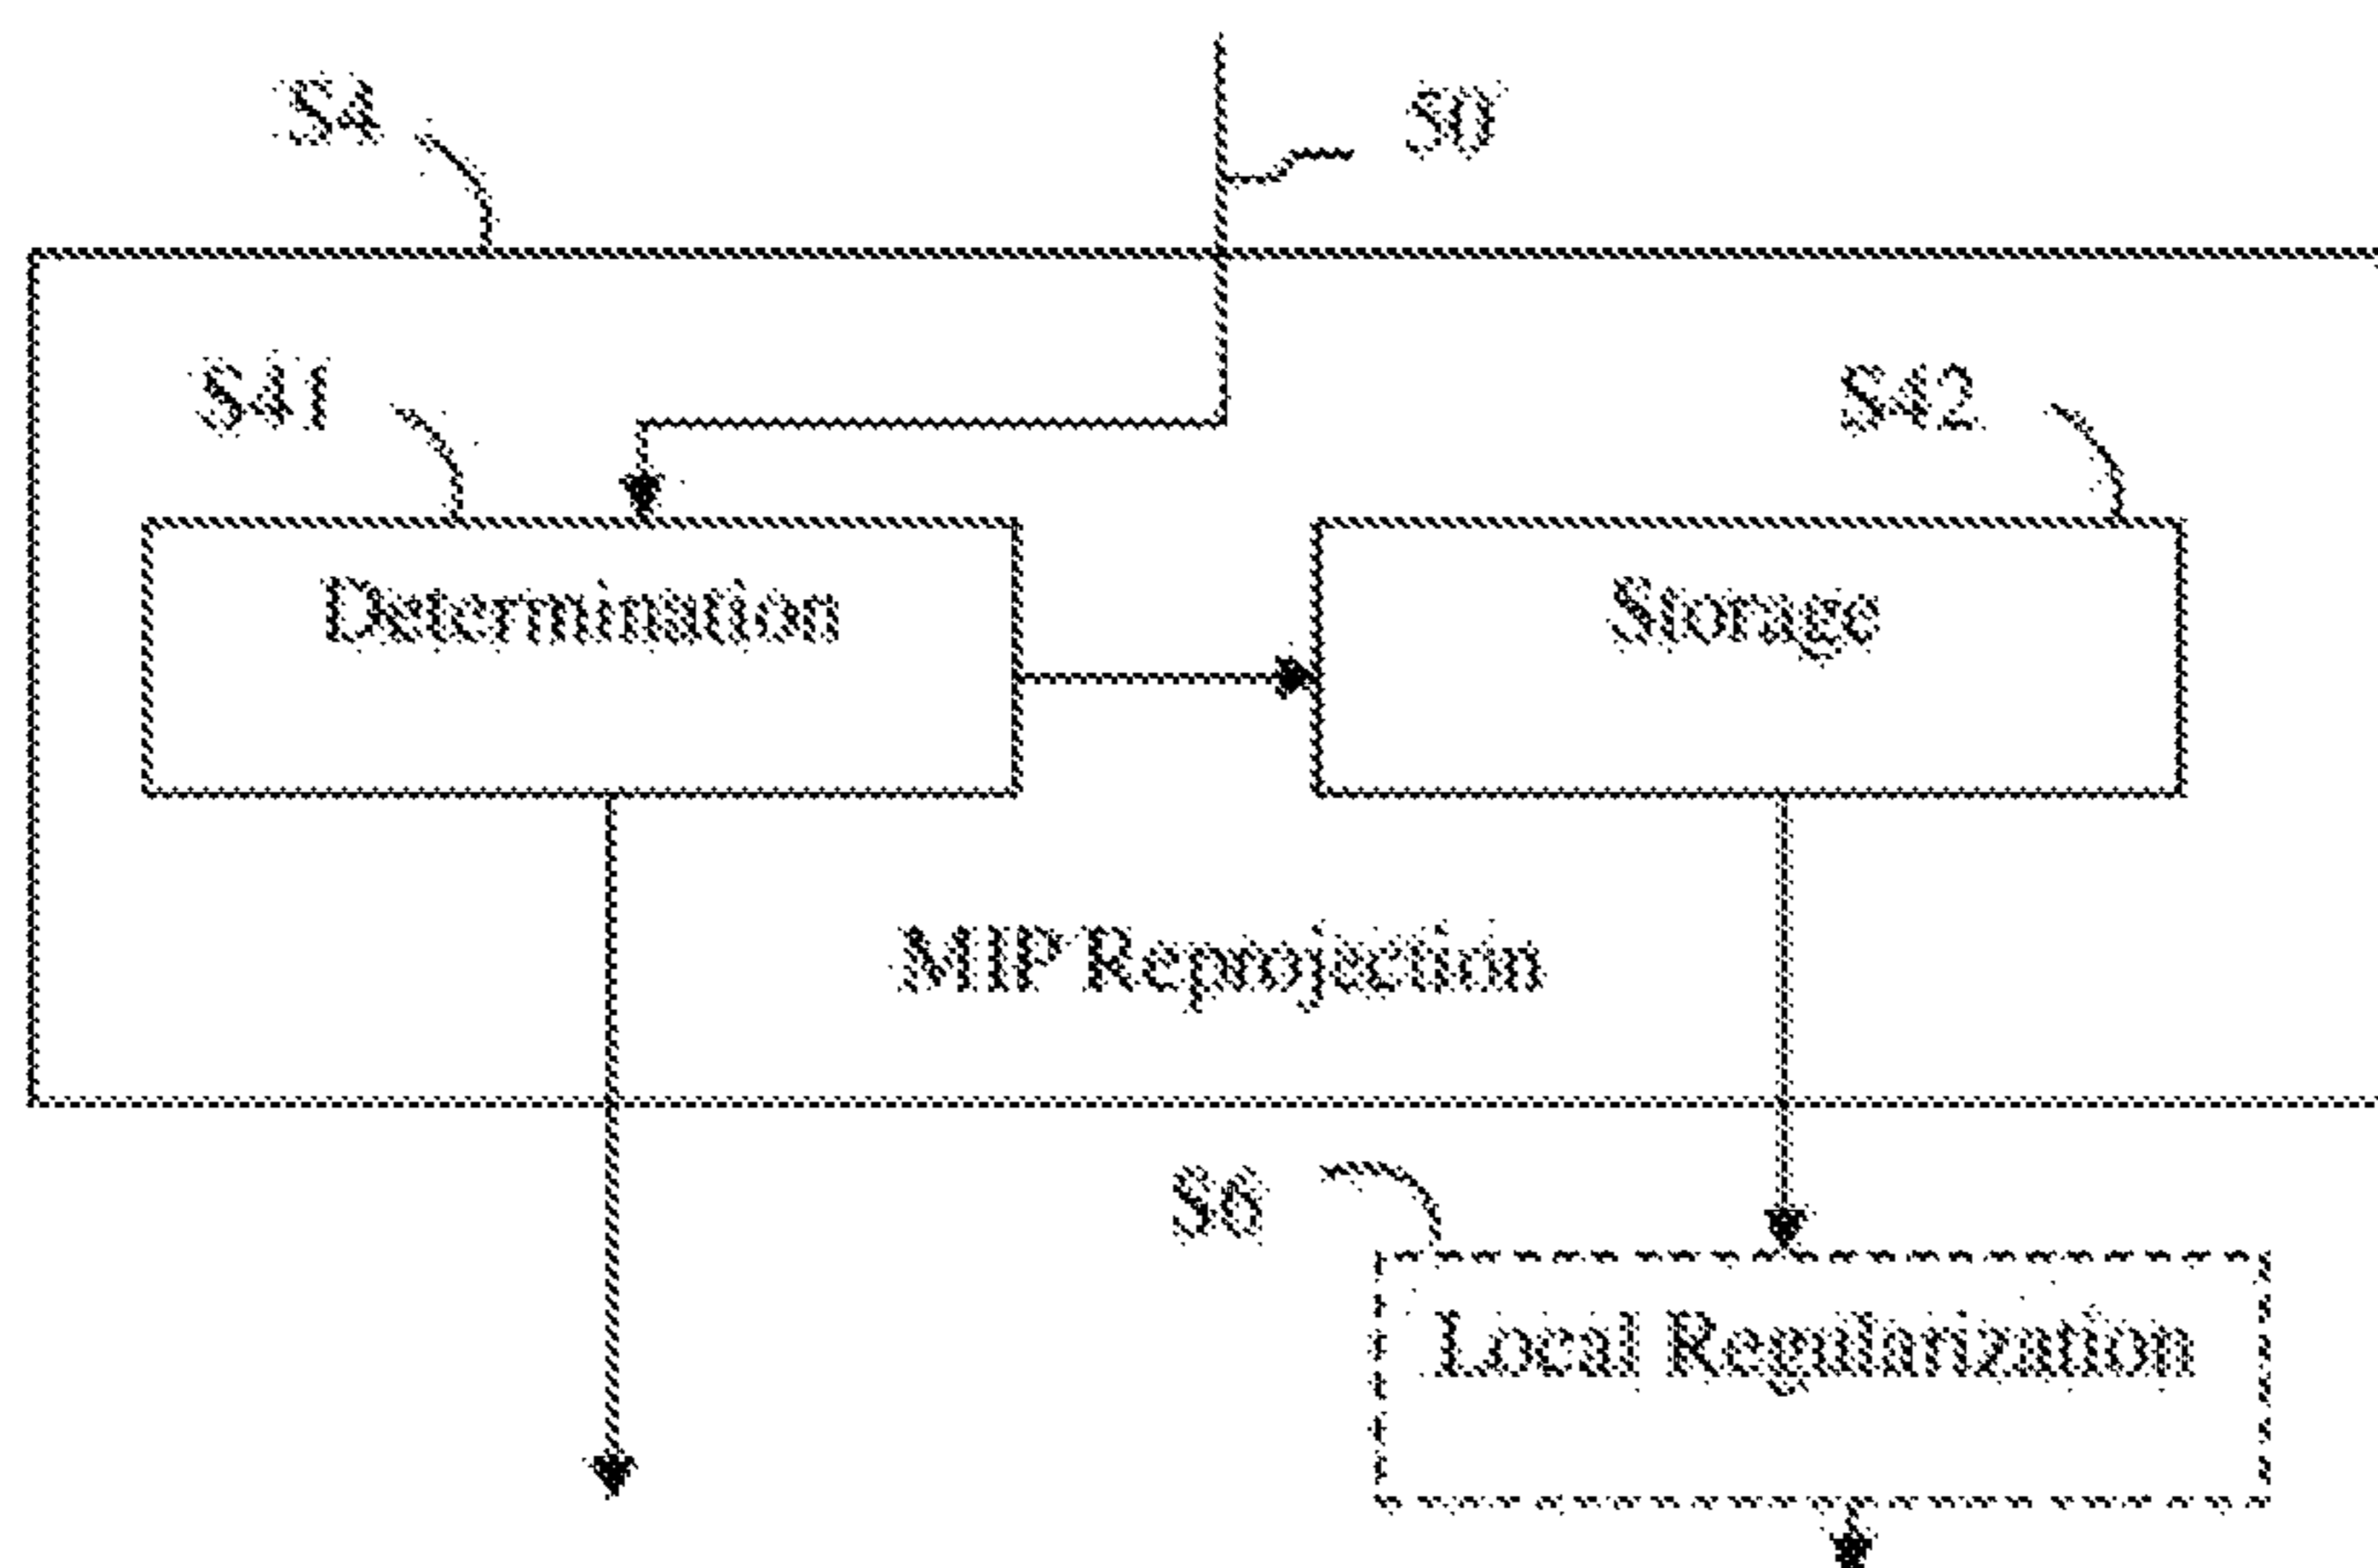 S4
S0
S41
S42
Determination
Storage
MIP Reprojection
S6
Local Regularization